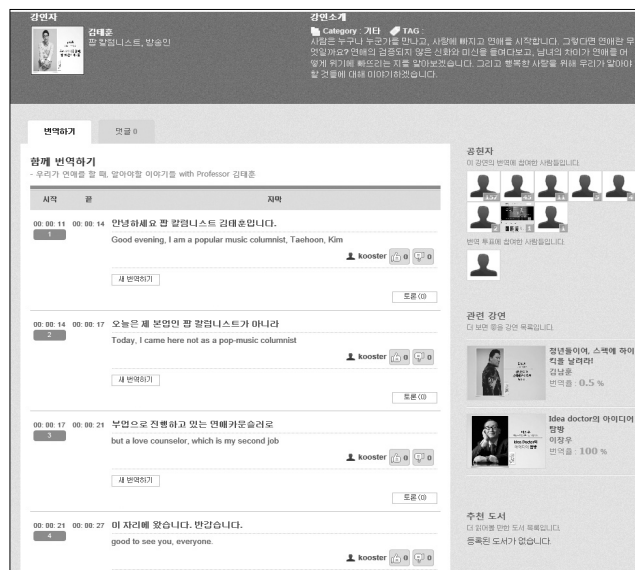 강연자
김태훈
팝 칼럼니스트, 방송인
강연소개
Category : 기타 TAG :
사람은 누구나 누군가를 만나고, 사랑에 빠지고 연애를 시작합니다. 그렇다면 연애란 무
엇일까요? 연애의 검증되지 않은 신화와 미신을 들여다보고, 남녀의 차이가 연애를 어
떻게 위기에 빠뜨리는 지를 알아보겠습니다. 그리고 행복한 사랑을 위해 우리가 알아야
할 것들에 대해 이야기하겠습니다.
번역하기
댓글 0
함께 번역하기
- 우리가 연애를 할 때, 알아야할 이야기들 with Professor 김태훈
시작 끝 자막
00: 00: 11 00: 00: 14 안녕하세요 팝 칼럼니스트 김태훈입니다.
1
Good evening, I am a popular music columnist, Taehoon, Kim
kooster 0 0
새 번역하기
토론 (0)
00: 00: 14 00: 00: 17 오늘은 제 본업인 팝 칼럼니스트가 아니라
2
Today, I came here not as a pop-music columnist
kooster 0 0
새 번역하기
토론 (0)
00: 00: 17 00: 00: 21 부업으로 진행하고 있는 연애카운슬러로
3
but a love counselor, which is my second job
kooster 0 0
새 번역하기
토론 (0)
00: 00: 21 00: 00: 27 이 자리에 왔습니다. 반갑습니다.
4
good to see you, everyone.
kooster 0 0
공헌자
이 강연의 번역에 참여한 사람들입니다.
번역 투표에 참여한 사람들입니다.
관련 강연
더 보면 좋을 강연 목록입니다.
청년들이여, 스펙에 하이
킥을 날려라!
김남훈
번역율 : 0.5 %
Idea doctor의 아이디어
탐방
이장우
번역율 : 100 %
추천 도서
더 읽어볼 만한 도서 목록입니다.
등록된 도서가 없습니다.